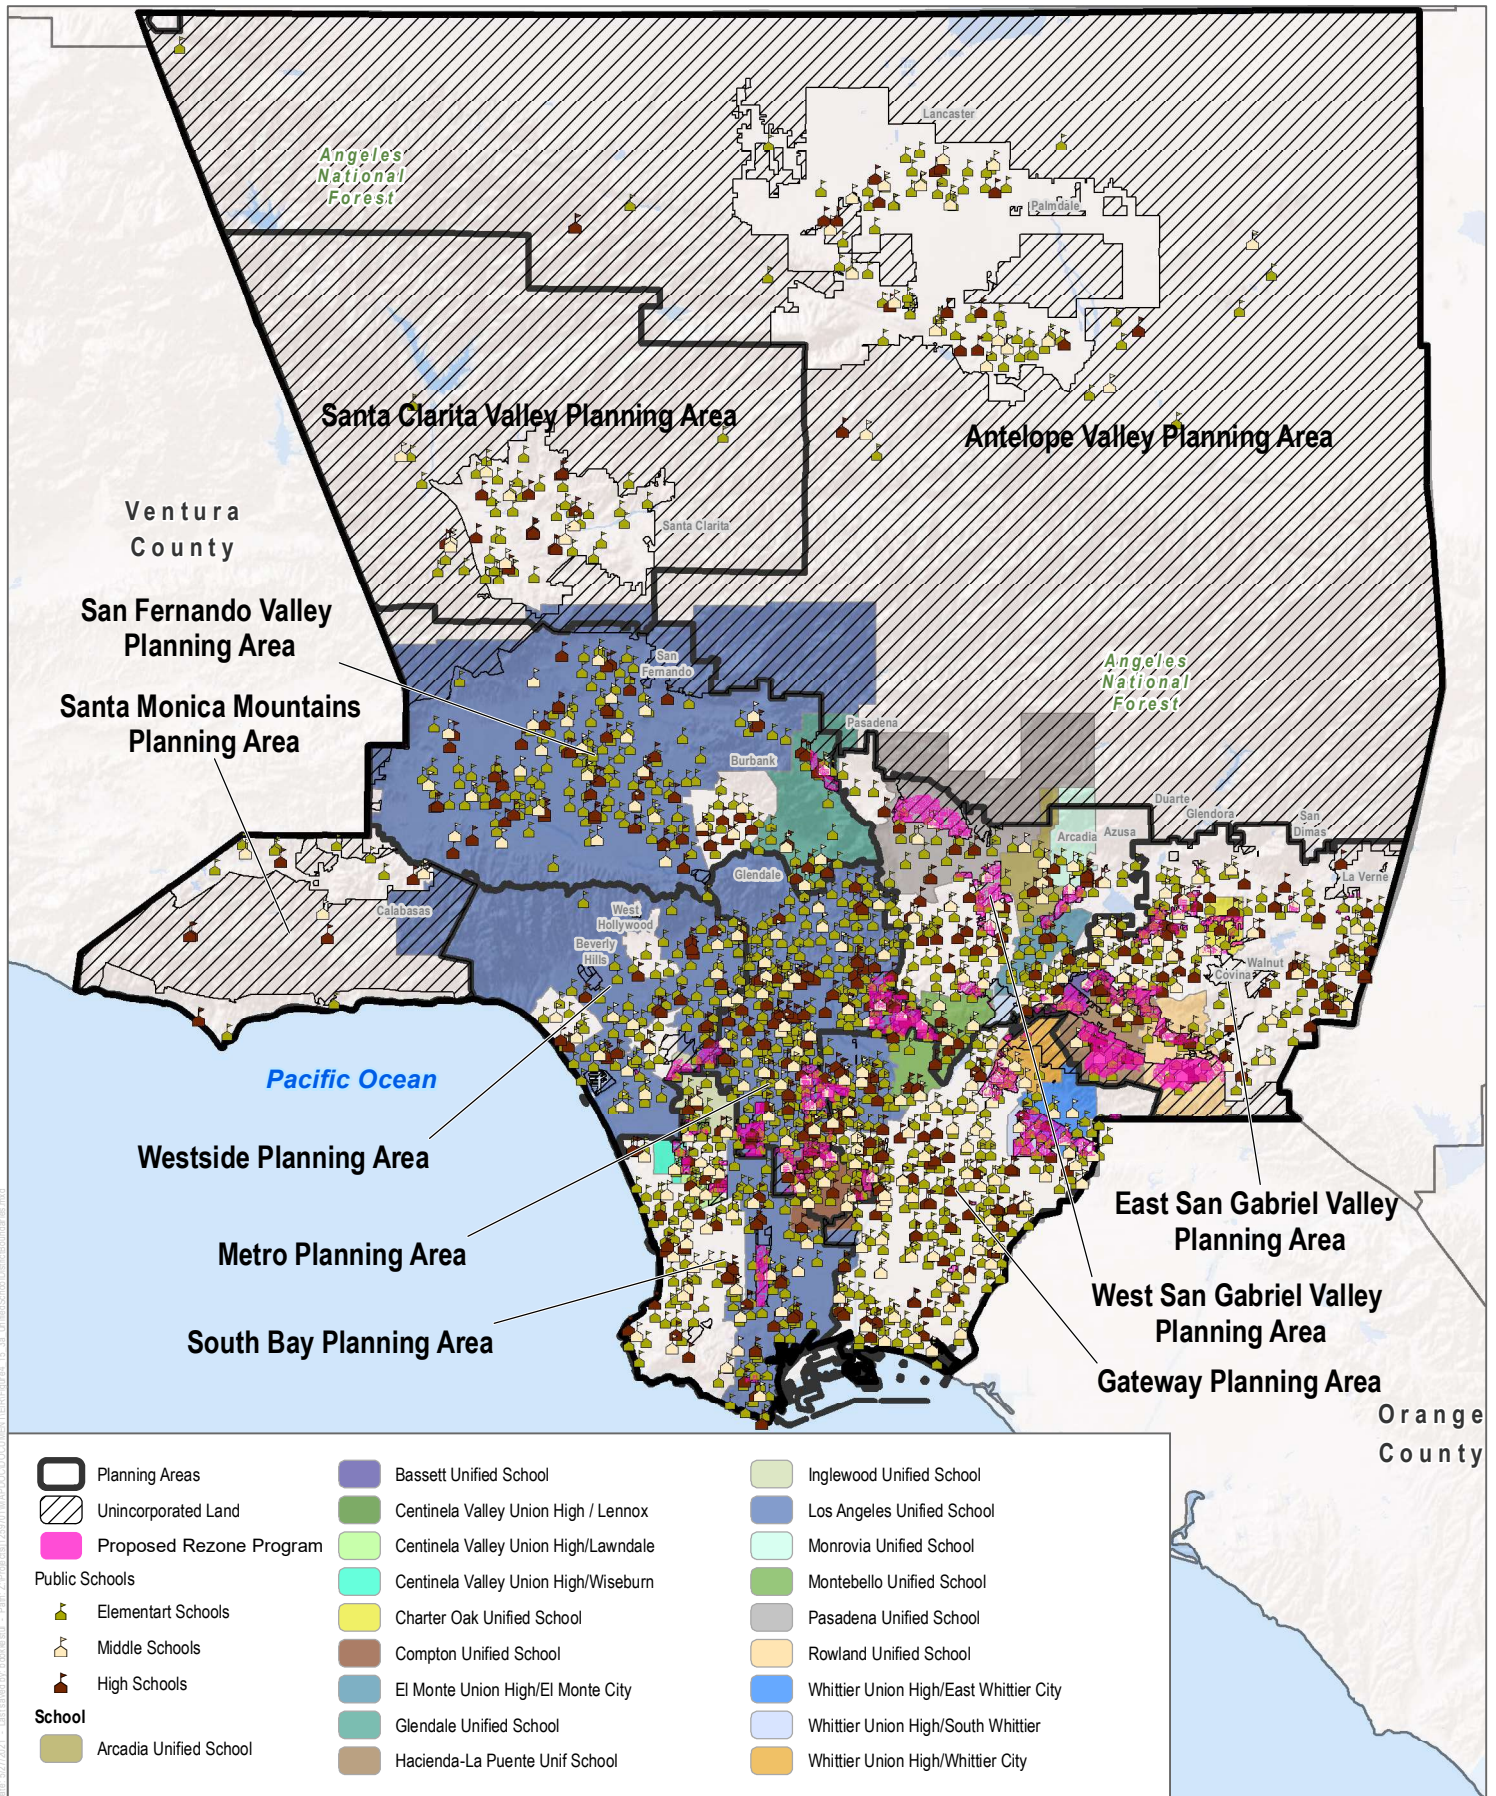 Lancaster
Angeles
National
Forest
Palmdale
Santa Clarita Valley Planning Area
Antelope Valley Planning Area
Ventura
County
Santa Clarita
San Fernando Valley
Planning Area
San
Fernando
Angeles
National
Forest
Santa Monica Mountains
Planning Area
Pasadena
Burbank
Duarte
Glendora
San
Dimas
Arcadia
Azusa
Glendale
La Verne
Calabasas
West
Hollywood
Beverly
Hills
Walnut
Covina
Pacific Ocean
Westside Planning Area
East San Gabriel Valley
Planning Area
Metro Planning Area
West San Gabriel Valley
Planning Area
South Bay Planning Area
Gateway Planning Area
Orange
County
Planning Areas
Unincorporated Land
Proposed Rezone Program
Public Schools
Elementart Schools
Middle Schools
High Schools
School
Arcadia Unified School
Bassett Unified School
Centinela Valley Union High / Lennox
Centinela Valley Union High/Lawndale
Centinela Valley Union High/Wiseburn
Charter Oak Unified School
Compton Unified School
El Monte Union High/El Monte City
Glendale Unified School
Hacienda-La Puente Unif School
Inglewood Unified School
Los Angeles Unified School
Monrovia Unified School
Montebello Unified School
Pasadena Unified School
Rowland Unified School
Whittier Union High/East Whittier City
Whittier Union High/South Whittier
Whittier Union High/Whittier City